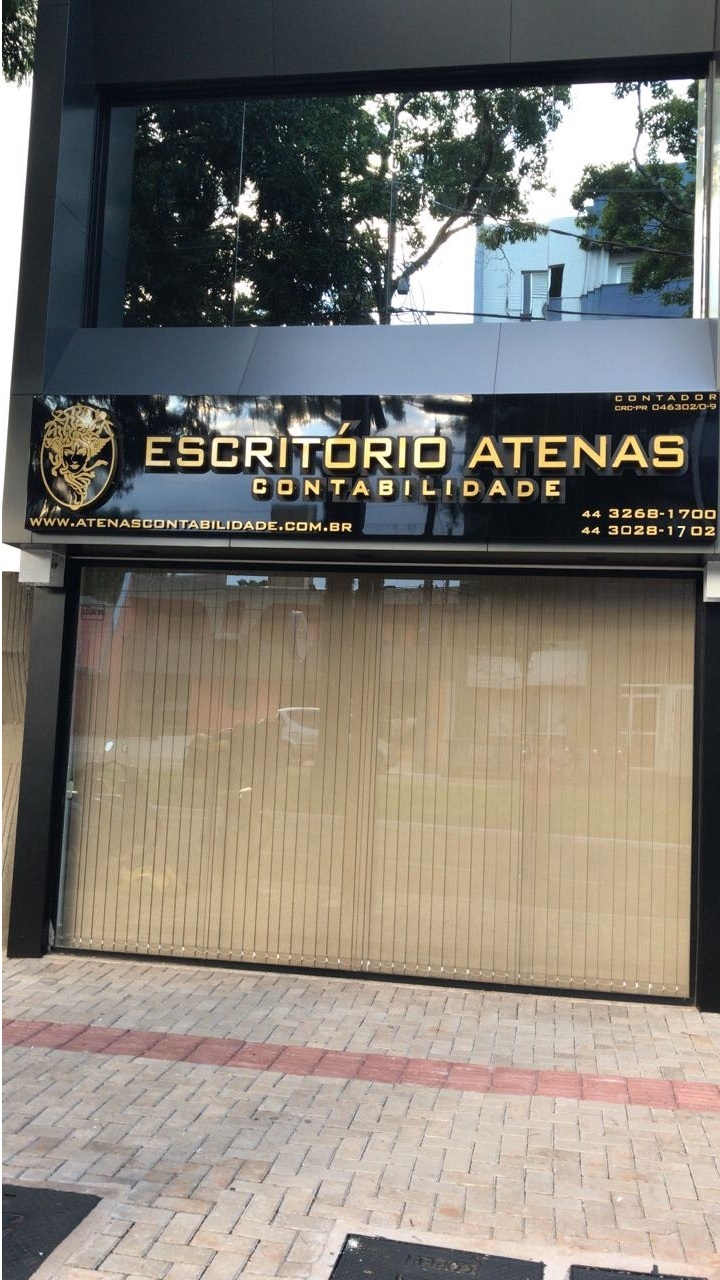 CONTADOR
CRC-PR 046302/O-9
ESCRITÓRIO ATENAS
CONTABILIDADE
WWW.ATENASCONTABILIDADE.COM.BR
44 3268-1700
44 3028-1702